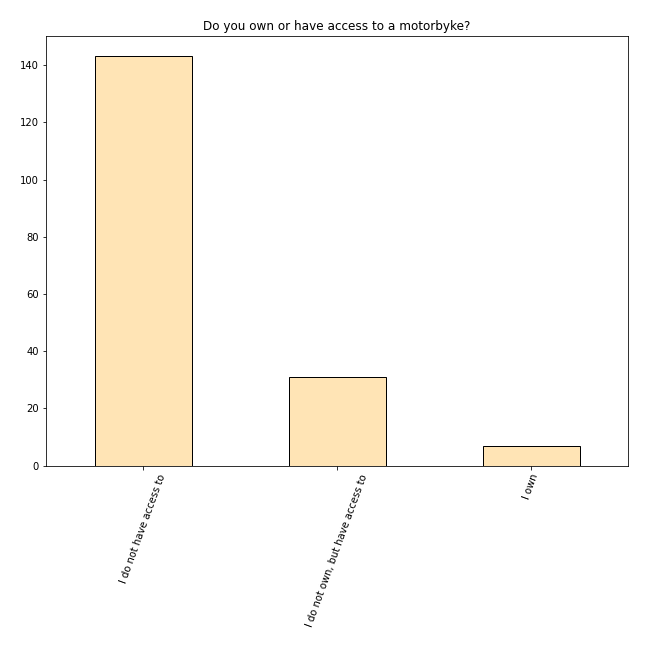 Do you own or have access to a motorbyke?
140
120
100
80
60
40
20
0
I do not have access to
I do not own, but have access to
I own